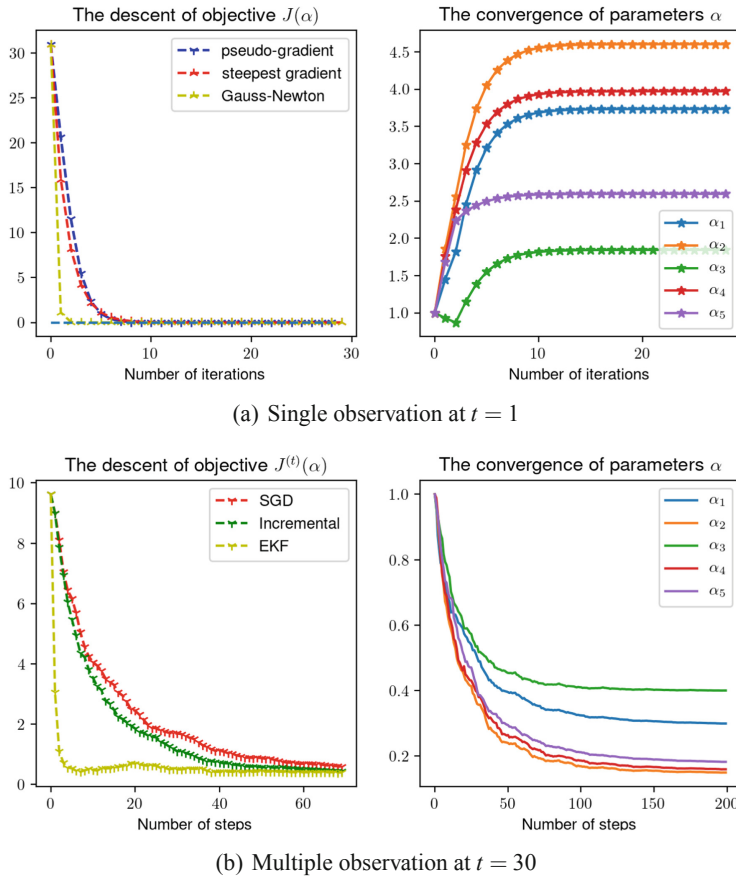 The descent of objective J(α)
30
25
20
15
10
5
0
pseudo-gradient
steepest gradient
Gauss-Newton
0
10
20
30
Number of iterations
The convergence of parameters α
4.5
4.0
3.5
3.0
2.5
2.0
1.5
1.0
α1
α2
α3
α4
α5
0
10
20
Number of iterations
(a) Single observation at t = 1
The descent of objective J^(t)(α)
10
8
6
4
2
0
SGD
Incremental
EKF
0
20
40
60
Number of steps
The convergence of parameters α
1.0
0.8
0.6
0.4
0.2
α1
α2
α3
α4
α5
0
50
100
150
200
Number of steps
(b) Multiple observation at t = 30